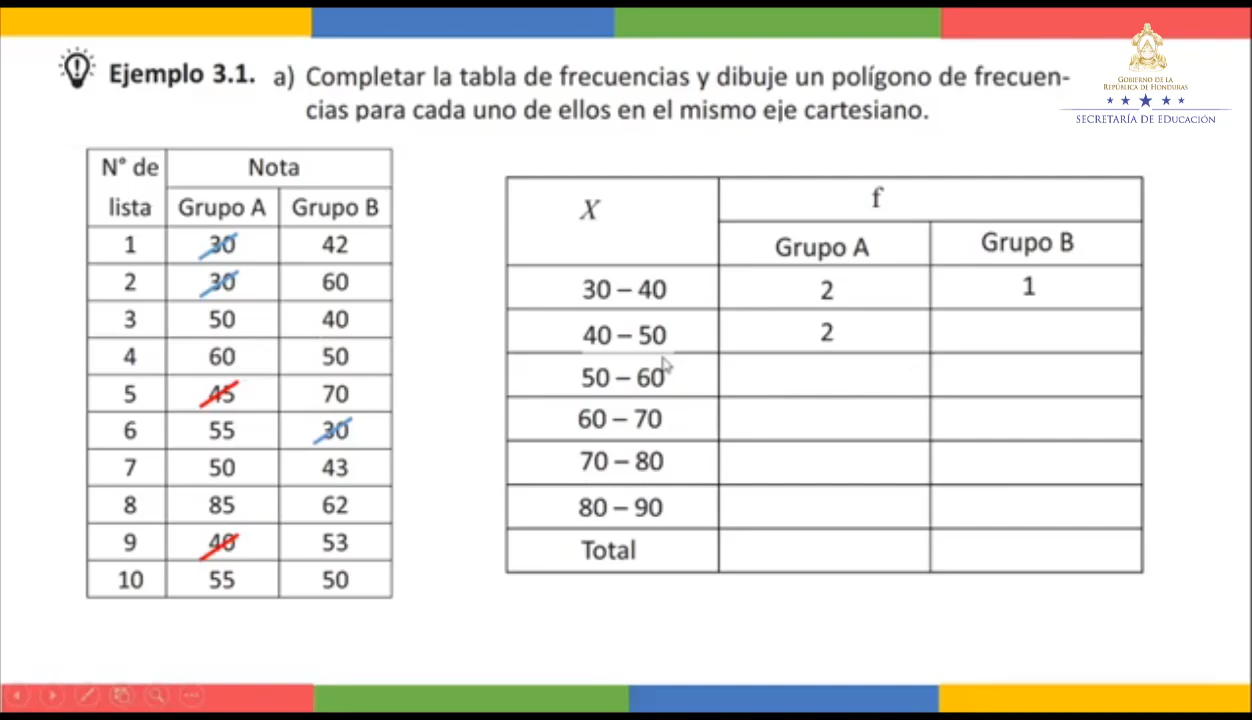 Ejemplo 3.1. a) Completar la tabla de frecuencias y dibuje un polígono de frecuen-
cias para cada uno de ellos en el mismo eje cartesiano.
GOBIERNO DE LA
REPÚBLICA DE HONDURAS
SECRETARÍA DE EDUCACIÓN
N° de lista Nota
Grupo A Grupo B
1 30 42
2 30 60
3 50 40
4 60 50
5 45 70
6 55 30
7 50 43
8 85 62
9 40 53
10 55 50
X f
Grupo A Grupo B
30 – 40 2 1
40 – 50 2
50 – 60
60 – 70
70 – 80
80 – 90
Total